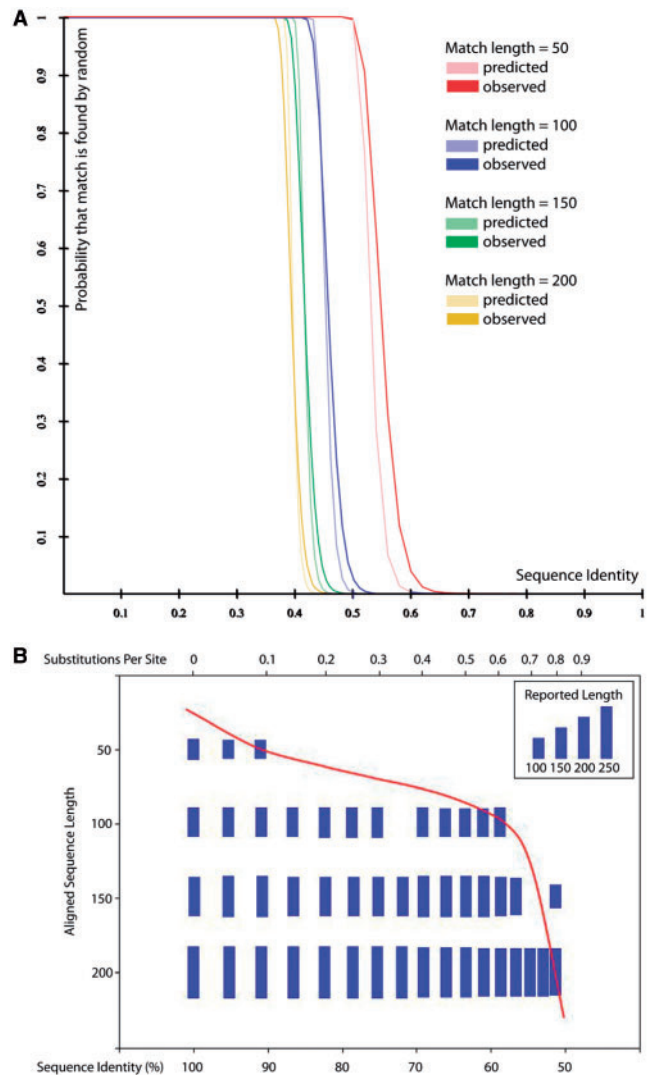 A
Probability that match is found by random
1
0.9
0.8
0.7
0.6
0.5
0.4
0.3
0.2
0.1
Match length = 50
predicted
observed
Match length = 100
predicted
observed
Match length = 150
predicted
observed
Match length = 200
predicted
observed
Sequence Identity
0.1 0.2 0.3 0.4 0.5 0.6 0.7 0.8 0.9 1
B
Substitutions Per Site 0 0.1 0.2 0.3 0.4 0.5 0.6 0.7 0.8 0.9
Reported Length
100 150 200 250
Aligned Sequence Length
50
100
150
200
Sequence Identity (%) 100 90 80 70 60 50